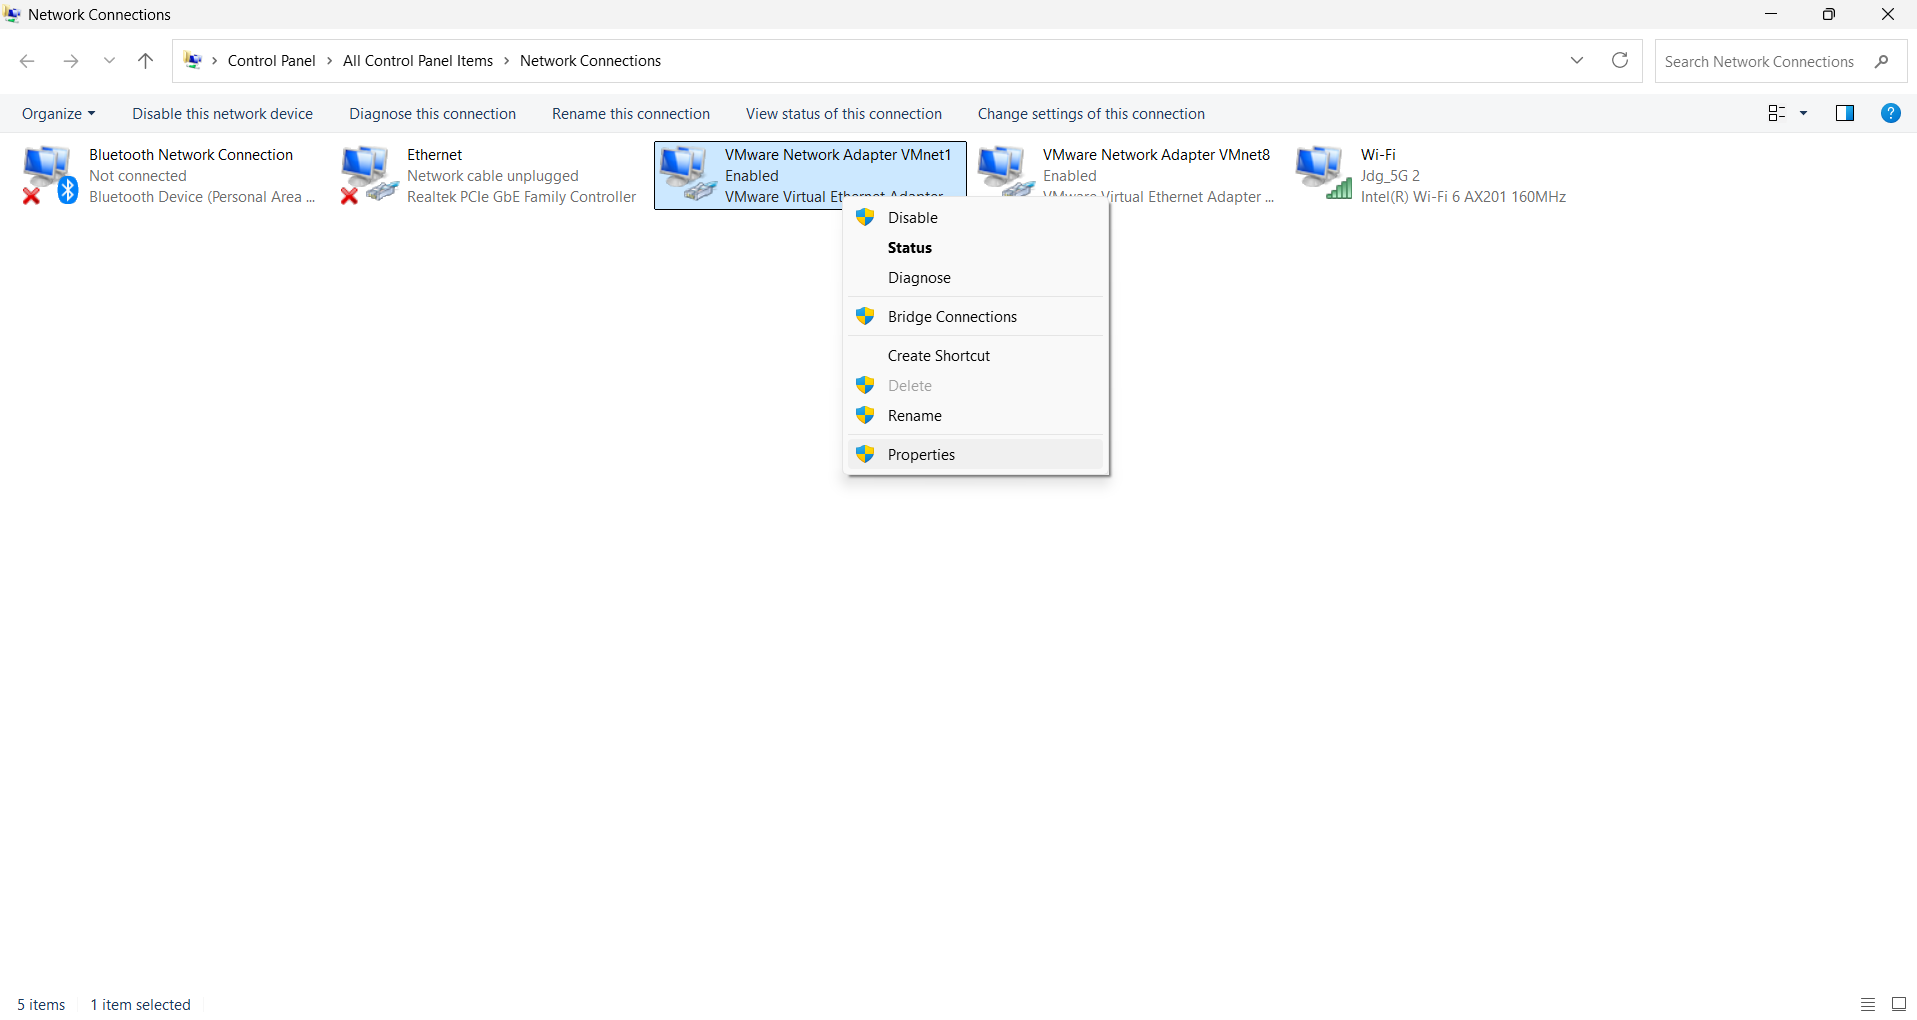 Network Connections
Control Panel > All Control Panel Items > Network Connections
Search Network Connections
Organize
Disable this network device
Diagnose this connection
Rename this connection
View status of this connection
Change settings of this connection
Bluetooth Network Connection
Not connected
Bluetooth Device (Personal Area ...
Ethernet
Network cable unplugged
Realtek PCIe GbE Family Controller
VMware Network Adapter VMnet1
Enabled
VMware Virtual Ethernet Adapter
VMware Network Adapter VMnet8
Enabled
VMware Virtual Ethernet Adapter ...
Wi-Fi
Jdg_5G 2
Intel(R) Wi-Fi 6 AX201 160MHz
Disable
Status
Diagnose
Bridge Connections
Create Shortcut
Delete
Rename
Properties
5 items
1 item selected